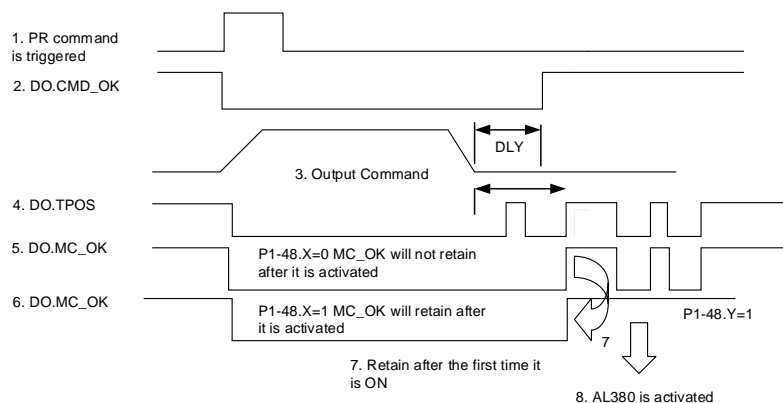 1. PR command
is triggered
2. DO.CMD_OK
DLY
3. Output Command
4. DO.TPOS
5. DO.MC_OK
P1-48.X=0 MC_OK will not retain
after it is activated
6. DO.MC_OK
P1-48.X=1 MC_OK will retain after
it is activated
P1-48.Y=1
7
7. Retain after the first time it
is ON
8. AL380 is activated